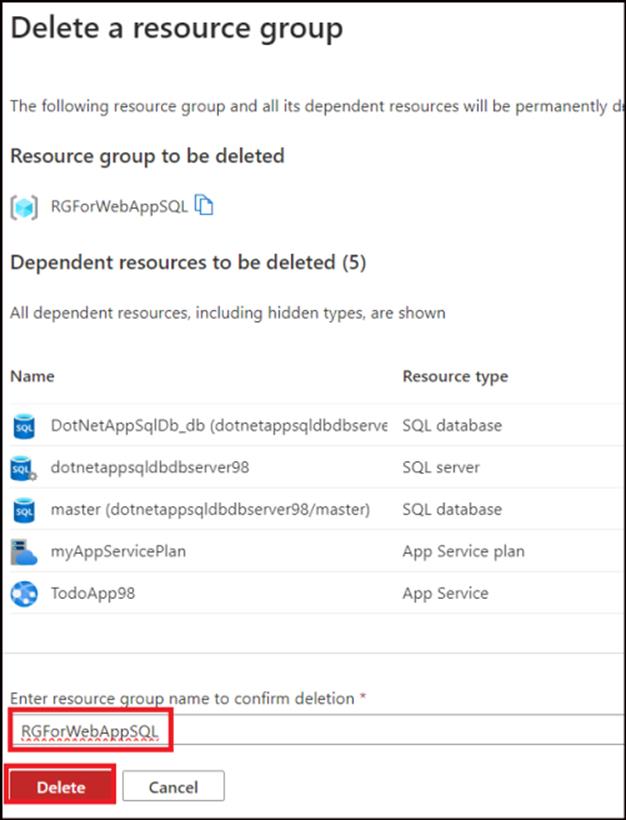 Delete a resource group
The following resource group and all its dependent resources will be permanently d
Resource group to be deleted
RGForWebAppSQL
Dependent resources to be deleted (5)
All dependent resources, including hidden types, are shown
Name Resource type
SQL DotNetAppSqlDb_db (dotnetappsqldbdbserve SQL database
SQL dotnetappsqldbdbserver98 SQL server
SQL master (dotnetappsqldbdbserver98/master) SQL database
myAppServicePlan App Service plan
TodoApp98 App Service
Enter resource group name to confirm deletion *
RGForWebAppSQL
Delete Cancel